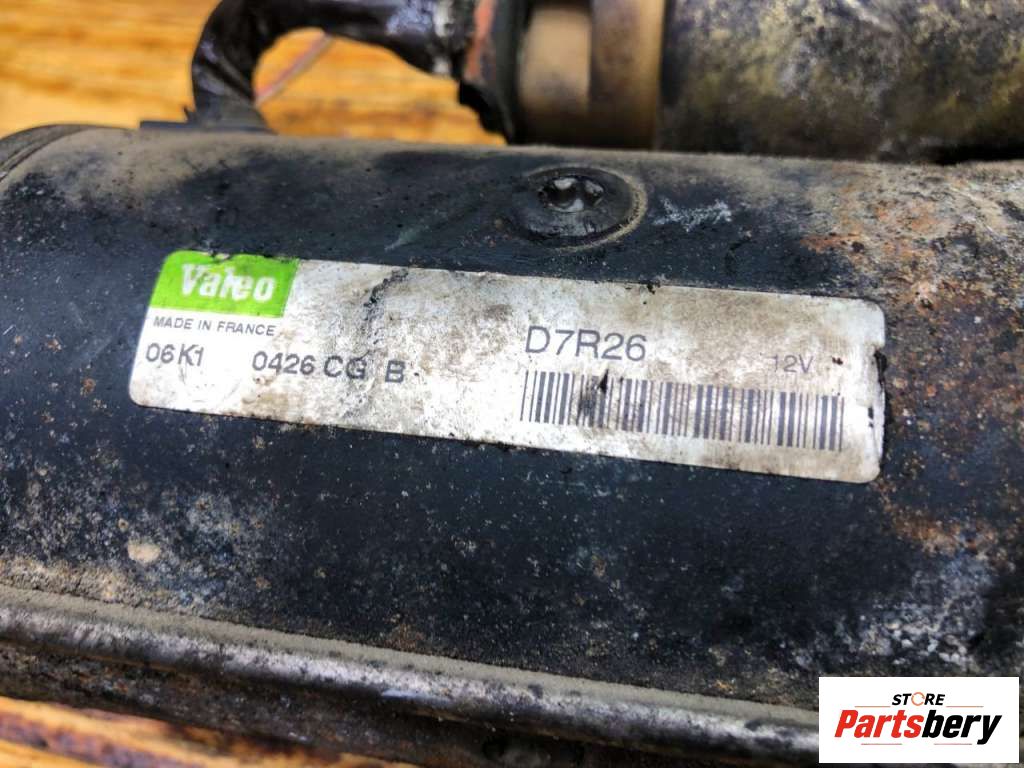 Valeo
MADE IN FRANCE
06K1 0426 CG B
D7R26 12V
STORE
Partsbery